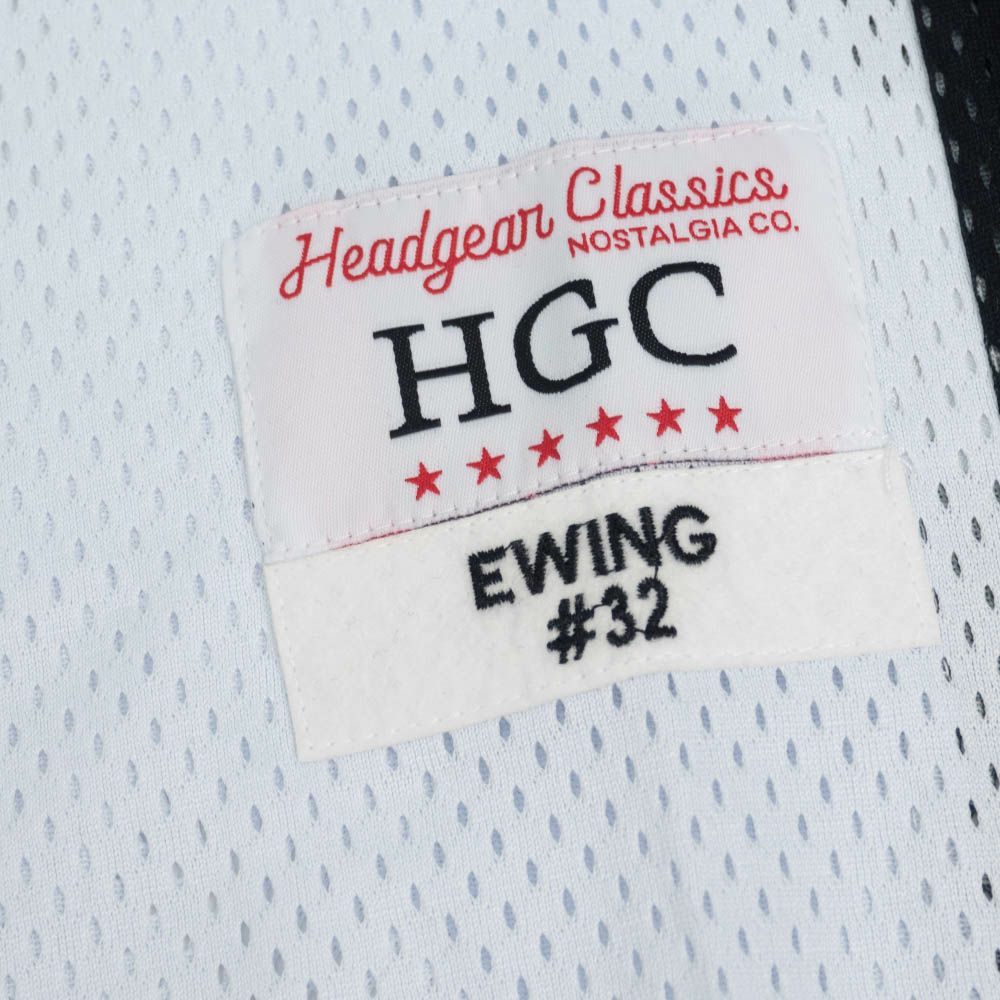 Headgear Classics
NOSTALGIA CO.
HGC
EWING
#32